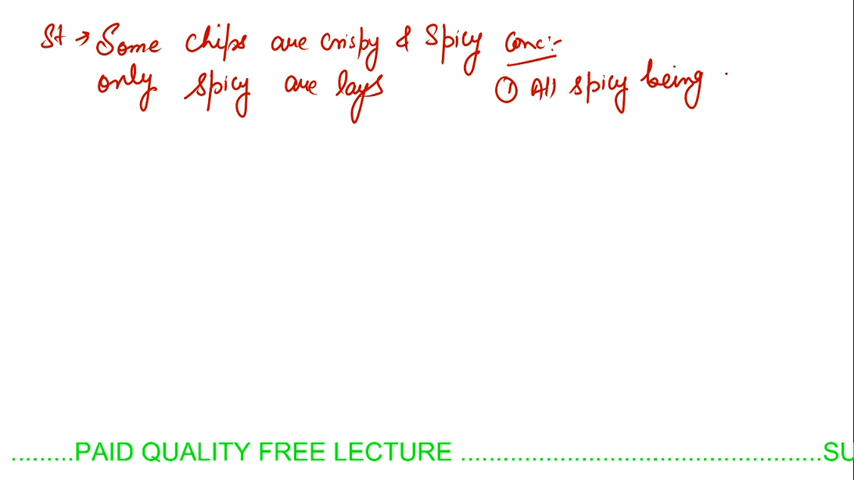 St → Some chips are crispy & spicy conc:-
only spicy are lays ① All spicy being
.........PAID QUALITY FREE LECTURE ...................................................SU